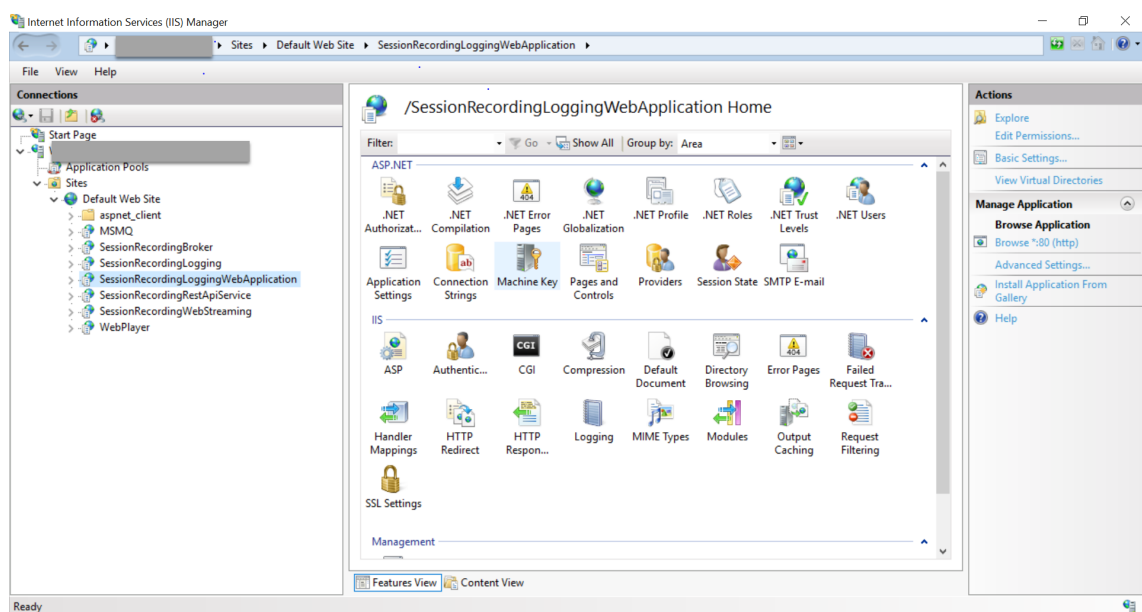 Internet Information Services (IIS) Manager
Sites Default Web Site SessionRecordingLoggingWebApplication
File View Help
Connections
Start Page
Application Pools
Sites
Default Web Site
aspnet_client
MSMQ
SessionRecordingBroker
SessionRecordingLogging
SessionRecordingLoggingWebApplication
SessionRecordingRestApiService
SessionRecordingWebStreaming
WebPlayer
/SessionRecordingLoggingWebApplication Home
Filter: Go Show All Group by: Area
ASP.NET
.NET .NET .NET Error .NET .NET Profile .NET Roles .NET Trust .NET Users
Authorizat... Compilation Pages Globalization Levels
Application Connection Machine Key Pages and Providers Session State SMTP E-mail
Settings Strings Controls
IIS
ASP Authentic... CGI Compression Default Directory Error Pages Failed
Document Browsing Request Tra...
Handler HTTP HTTP Logging MIME Types Modules Output Request
Mappings Redirect Respon... Caching Filtering
SSL Settings
Management
Features View Content View
Actions
Explore
Edit Permissions...
Basic Settings...
View Virtual Directories
Manage Application
Browse Application
Browse *:80 (http)
Advanced Settings...
Install Application From
Gallery
Help
Ready